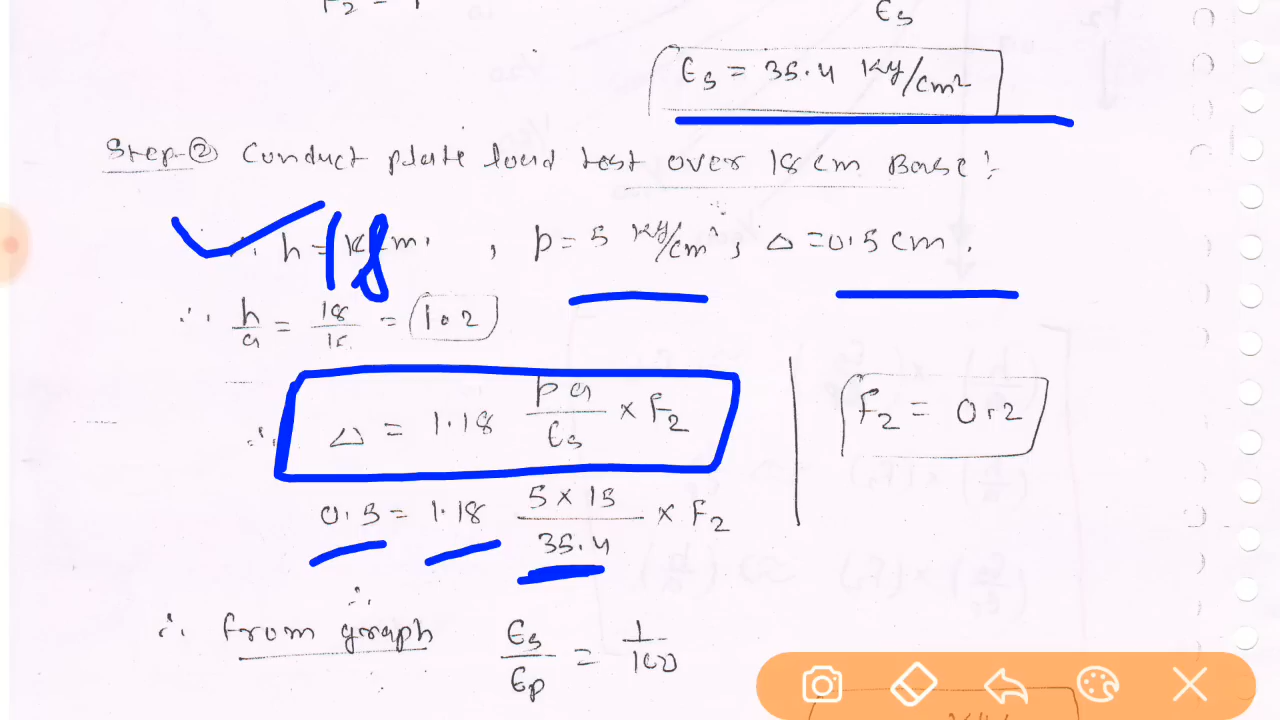 F2 =
Es
Es = 35.4 Kg/cm²
Step-② Conduct plate load test over 18 cm Base:
∴ h = 18 cm, p = 5 kg/cm², Δ = 0.5 cm.
∴ h/a = 18/15 = 1.2
∴ Δ = 1.18 pa/Es × F2
F2 = 0.2
0.5 = 1.18 5×15/35.4 × F2
∴ from graph Es/Ep = 1/100